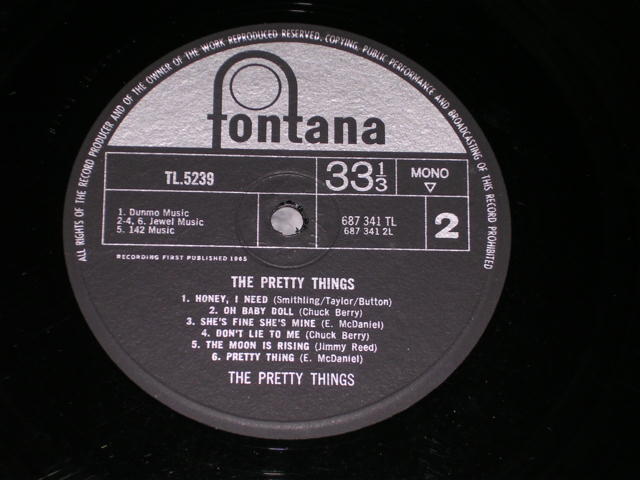 ALL RIGHTS OF THE RECORD PRODUCER AND OF THE OWNER OF THE WORK REPRODUCED RESERVED. COPYING, PUBLIC PERFORMANCE AND BROADCASTING OF THIS RECORD PROHIBITED
fontana
TL.5239
33 1/3
MONO
1. Dunmo Music
2-4, 6. Jewel Music
5. 142 Music
687 341 TL
687 341 2L
2
RECORDING FIRST PUBLISHED 1965
THE PRETTY THINGS
1. HONEY, I NEED (Smithling/Taylor/Button)
2. OH BABY DOLL (Chuck Berry)
3. SHE'S FINE SHE'S MINE (E. McDaniel)
4. DON'T LIE TO ME (Chuck Berry)
5. THE MOON IS RISING (Jimmy Reed)
6. PRETTY THING (E. McDaniel)
THE PRETTY THINGS